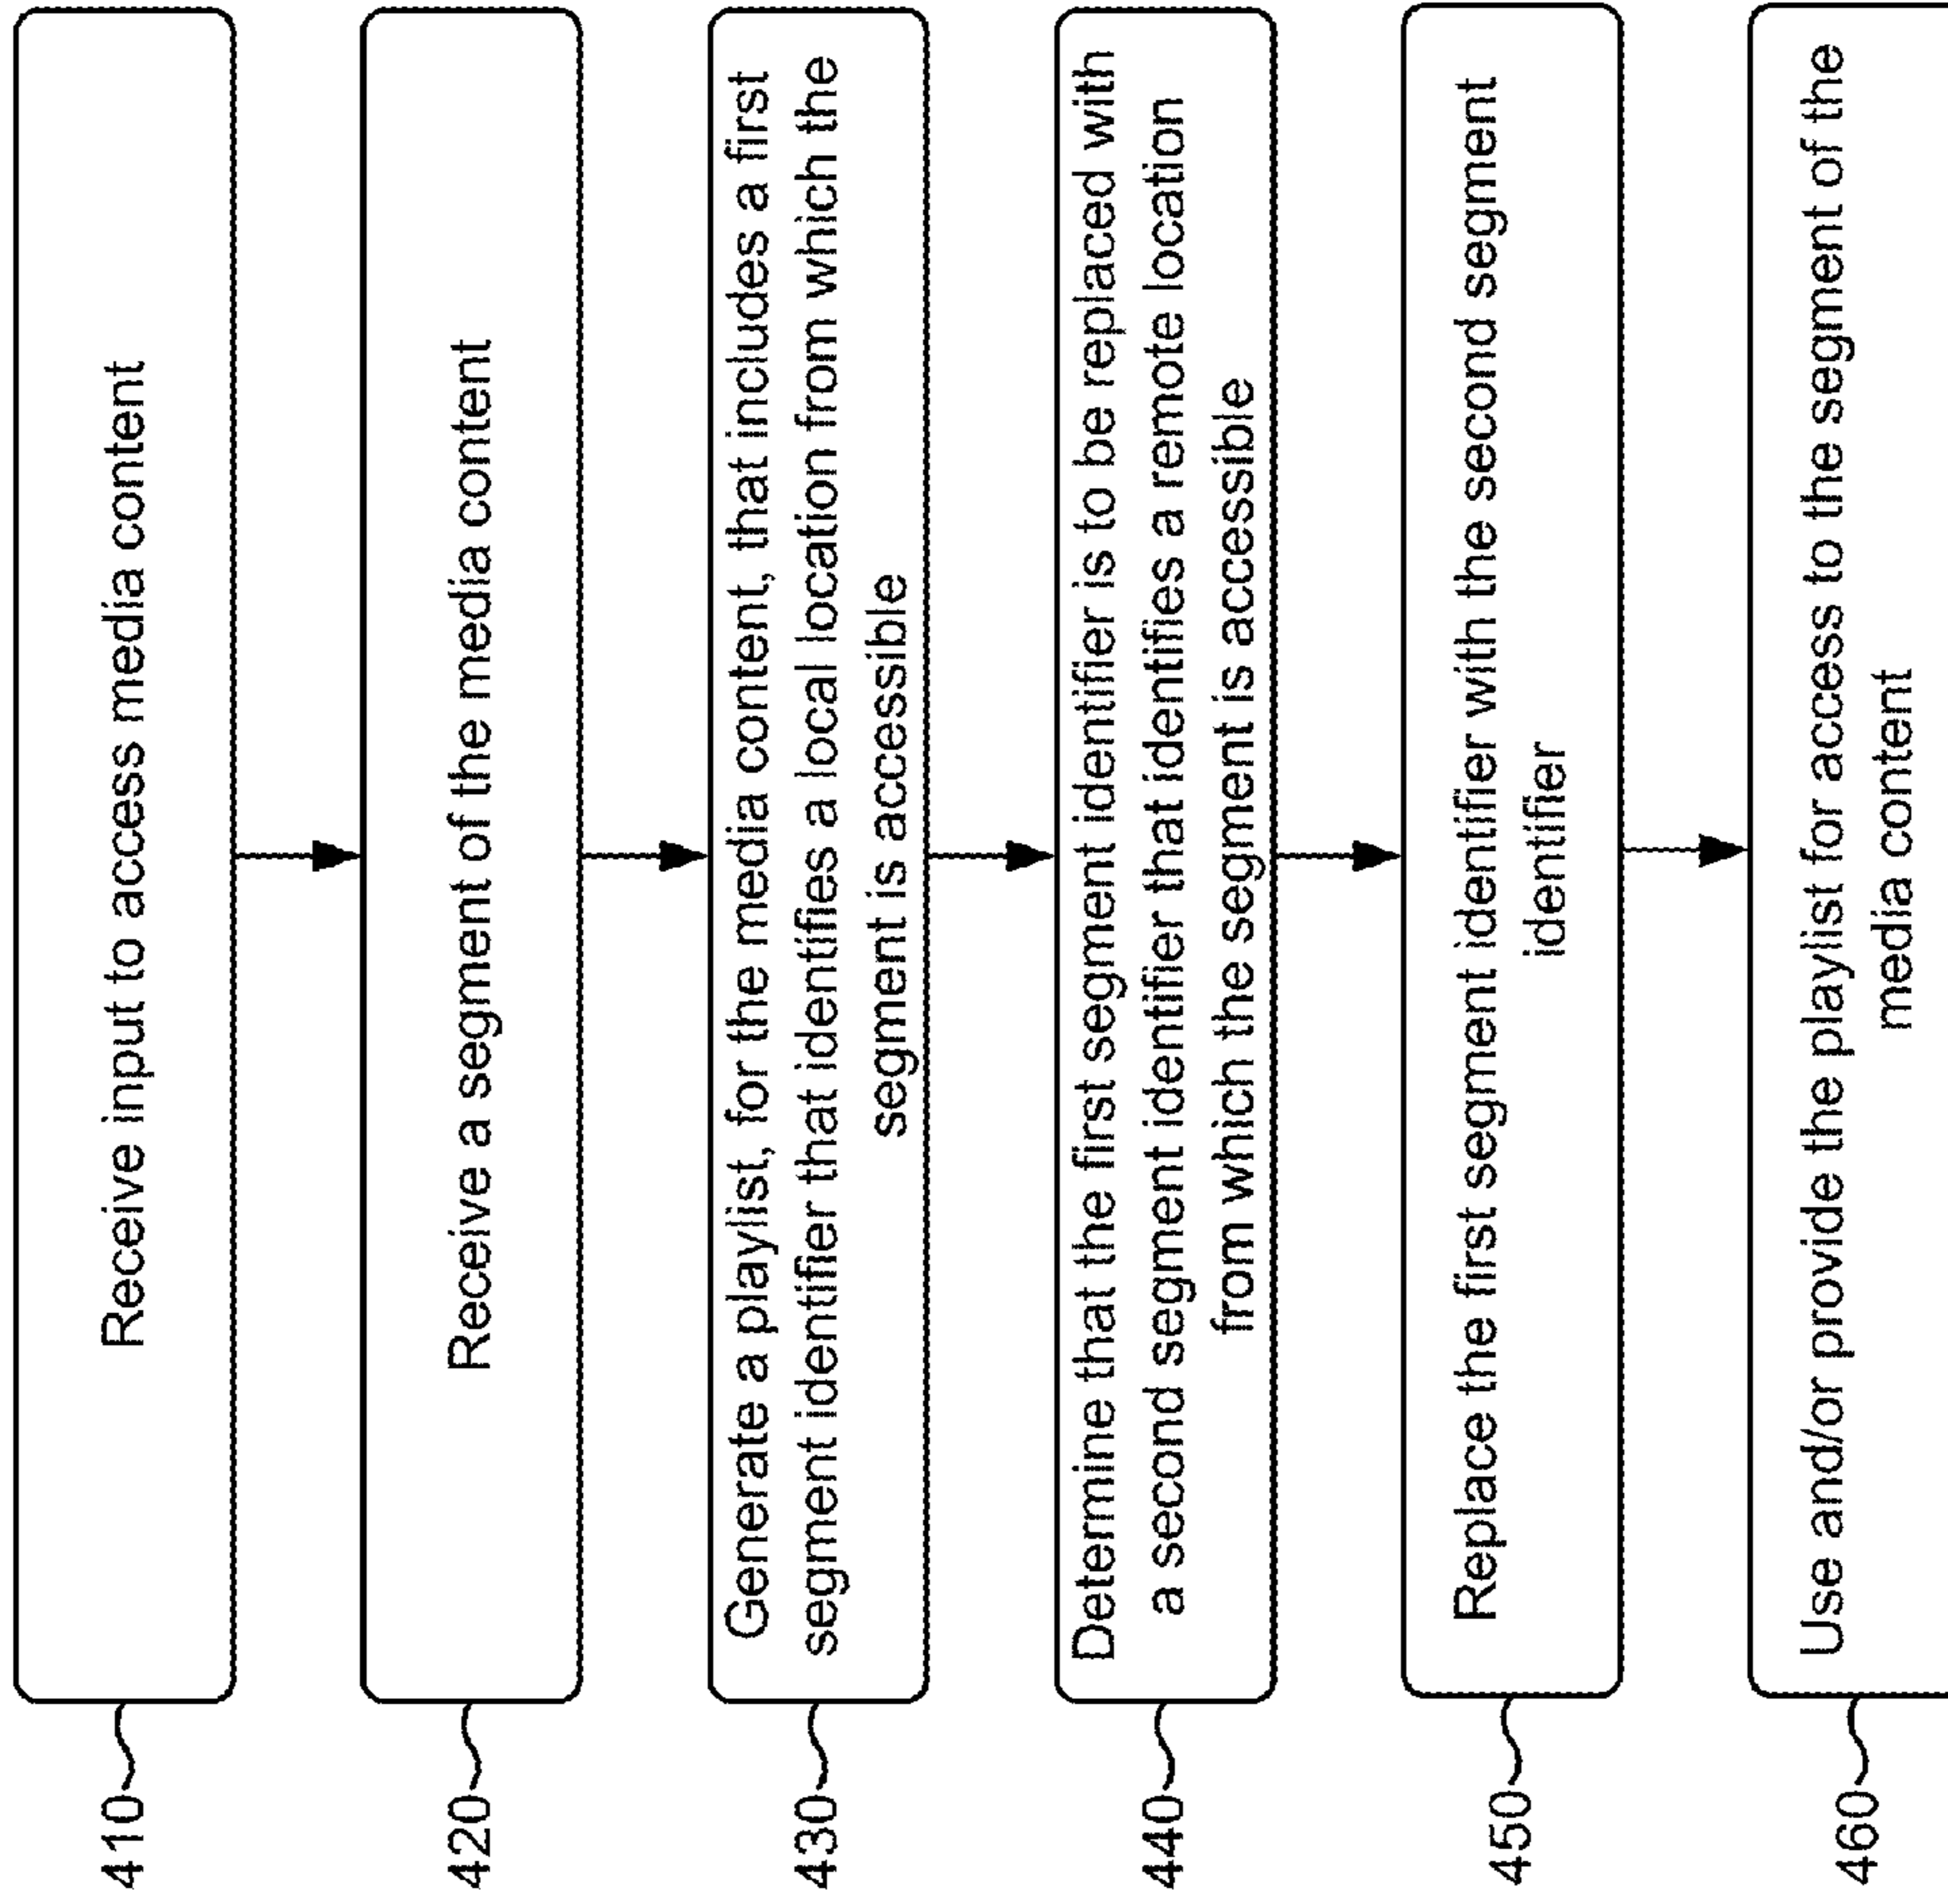 410
Receive input to access media content
420
Receive a segment of the media content
430
Generate a playlist, for the media content, that includes a first
segment identifier that identifies a local location from which the
segment is accessible
440
Determine that the first segment identifier is to be replaced with
a second segment identifier that identifies a remote location
from which the segment is accessible
450
Replace the first segment identifier with the second segment
identifier
460
Use and/or provide the playlist for access to the segment of the
media content